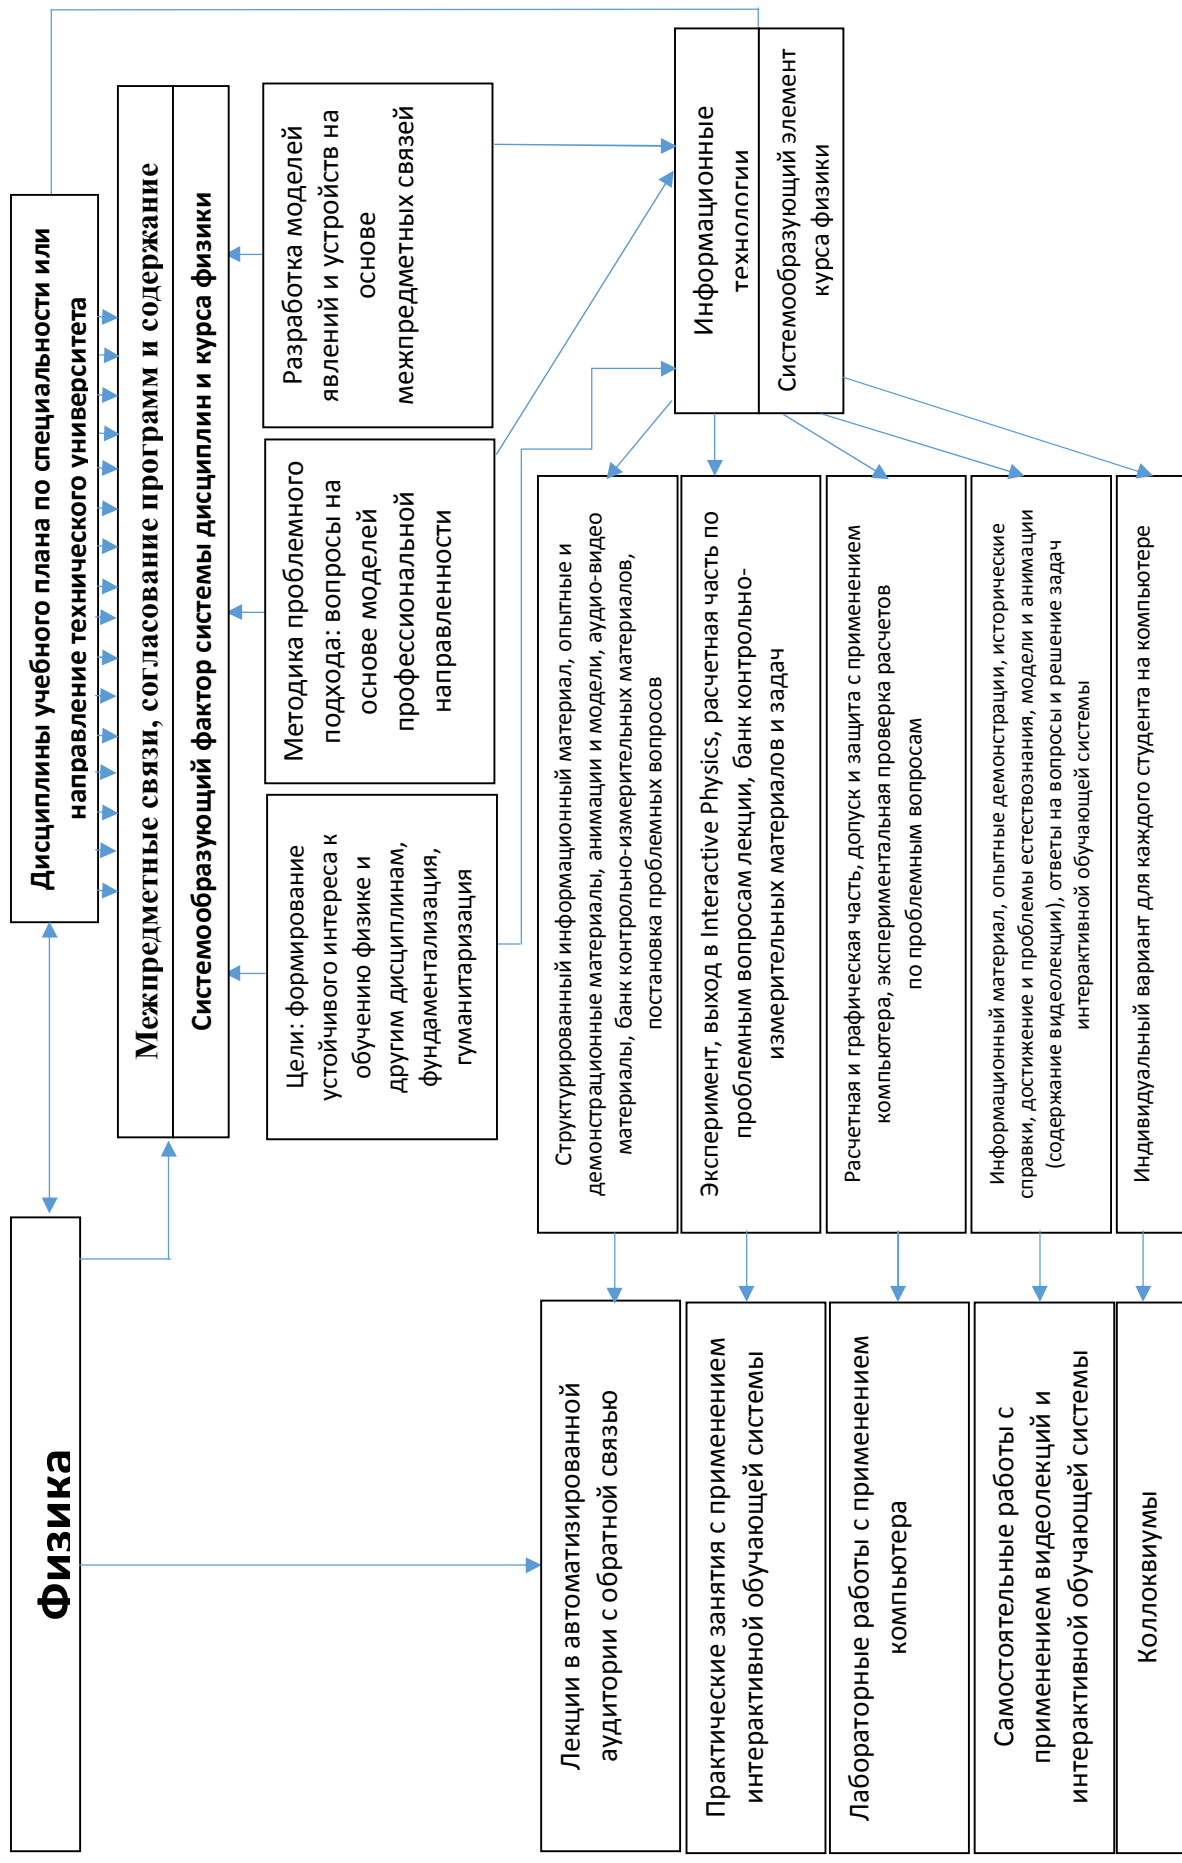 Физика
Дисциплины учебного плана по специальности или
направление технического университета
Межпредметные связи, согласование программ и содержание
Системообразующий фактор системы дисциплин и курса физики
Цели: формирование
устойчивого интереса к
обучению физике и
другим дисциплинам,
фундаментализация,
гуманитаризация
Методика проблемного
подхода: вопросы на
основе моделей
профессиональной
направленности
Разработка моделей
явлений и устройств на
основе
межпредметных связей
Информационные
технологии
Системообразующий элемент
курса физики
Лекции в автоматизированной
аудитории с обратной связью
Структурированный информационный материал, опытные и
демонстрационные материалы, анимации и модели, аудио-видео
материалы, банк контрольно-измерительных материалов,
постановка проблемных вопросов
Практические занятия с применением
интерактивной обучающей системы
Эксперимент, выход в Interactive Physics, расчетная часть по
проблемным вопросам лекции, банк контрольно-
измерительных материалов и задач
Лабораторные работы с применением
компьютера
Расчетная и графическая часть, допуск и защита с применением
компьютера, экспериментальная проверка расчетов
по проблемным вопросам
Самостоятельные работы с
применением видеолекций и
интерактивной обучающей системы
Информационный материал, опытные демонстрации, исторические
справки, достижение и проблемы естествознания, модели и анимации
(содержание видеолекции), ответы на вопросы и решение задач
интерактивной обучающей системы
Коллоквиумы
Индивидуальный вариант для каждого студента на компьютере